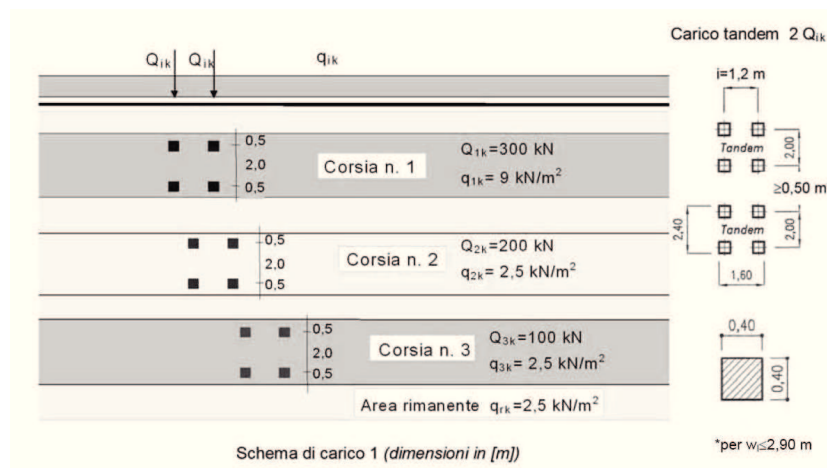 Carico tandem 2 Qik
Qik Qik qik
i=1,2 m
0,5
2,0
0,5
Corsia n. 1
Q1k=300 kN
q1k= 9 kN/m²
Tandem
2,00
≥0,50 m
0,5
2,0
0,5
Corsia n. 2
Q2k=200 kN
q2k= 2,5 kN/m²
2,40
Tandem
2,00
1,60
0,5
2,0
0,5
Corsia n. 3
Q3k=100 kN
q3k= 2,5 kN/m²
0,40
0,40
Area rimanente qrk=2,5 kN/m²
*per wl≤2,90 m
Schema di carico 1 (dimensioni in [m])